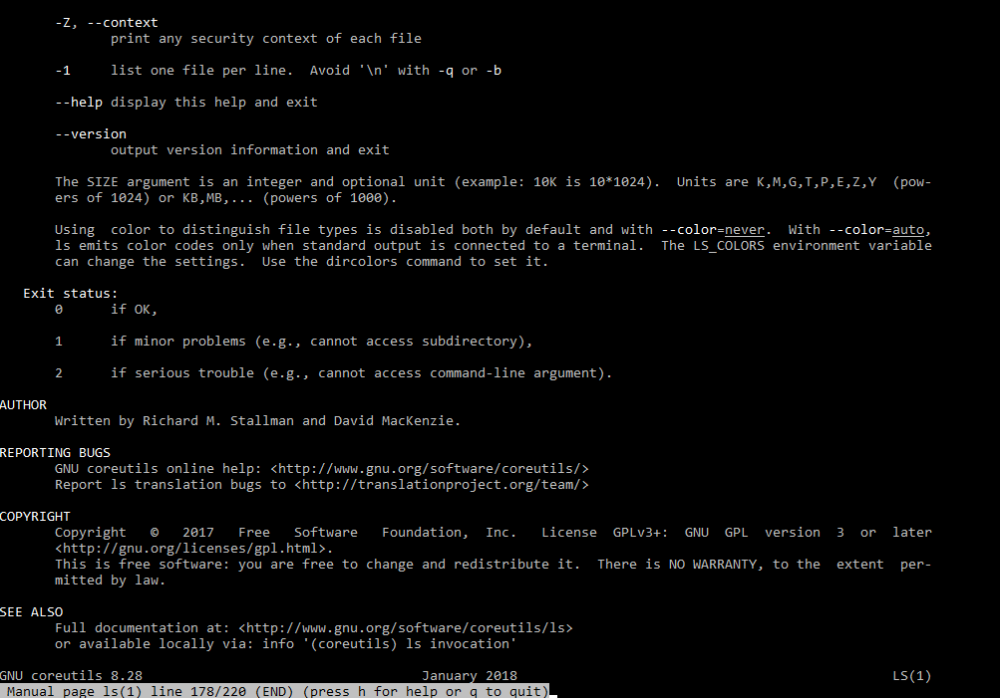 -Z, --context
print any security context of each file
-1     list one file per line.  Avoid '\n' with -q or -b
--help display this help and exit
--version
output version information and exit
The SIZE argument is an integer and optional unit (example: 10K is 10*1024).  Units are K,M,G,T,P,E,Z,Y  (pow-
ers of 1024) or KB,MB,... (powers of 1000).
Using  color to distinguish file types is disabled both by default and with --color=never.  With --color=auto,
ls emits color codes only when standard output is connected to a terminal.  The LS_COLORS environment variable
can change the settings.  Use the dircolors command to set it.
Exit status:
0      if OK,
1      if minor problems (e.g., cannot access subdirectory),
2      if serious trouble (e.g., cannot access command-line argument).
AUTHOR
Written by Richard M. Stallman and David MacKenzie.
REPORTING BUGS
GNU coreutils online help: <http://www.gnu.org/software/coreutils/>
Report ls translation bugs to <http://translationproject.org/team/>
COPYRIGHT
Copyright   ©   2017   Free   Software   Foundation,  Inc.   License  GPLv3+:  GNU  GPL  version  3  or  later
<http://gnu.org/licenses/gpl.html>.
This is free software: you are free to change and redistribute it.  There is NO WARRANTY, to the  extent  per-
mitted by law.
SEE ALSO
Full documentation at: <http://www.gnu.org/software/coreutils/ls>
or available locally via: info '(coreutils) ls invocation'
GNU coreutils 8.28                                   January 2018                                               LS(1)
Manual page ls(1) line 178/220 (END) (press h for help or q to quit)